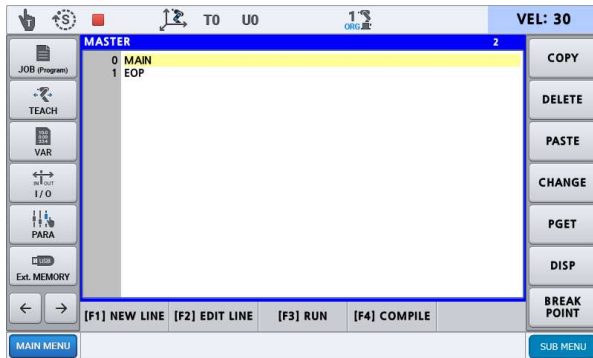 S T0 U0 1 ORG VEL: 30
MASTER 2
0 MAIN
1 EOP
JOB (Program)
TEACH
VAR
IN OUT
I/O
PARA
USB
Ext. MEMORY
← →
MAIN MENU
COPY
DELETE
PASTE
CHANGE
PGET
DISP
BREAK
POINT
[F1] NEW LINE [F2] EDIT LINE [F3] RUN [F4] COMPILE
SUB MENU